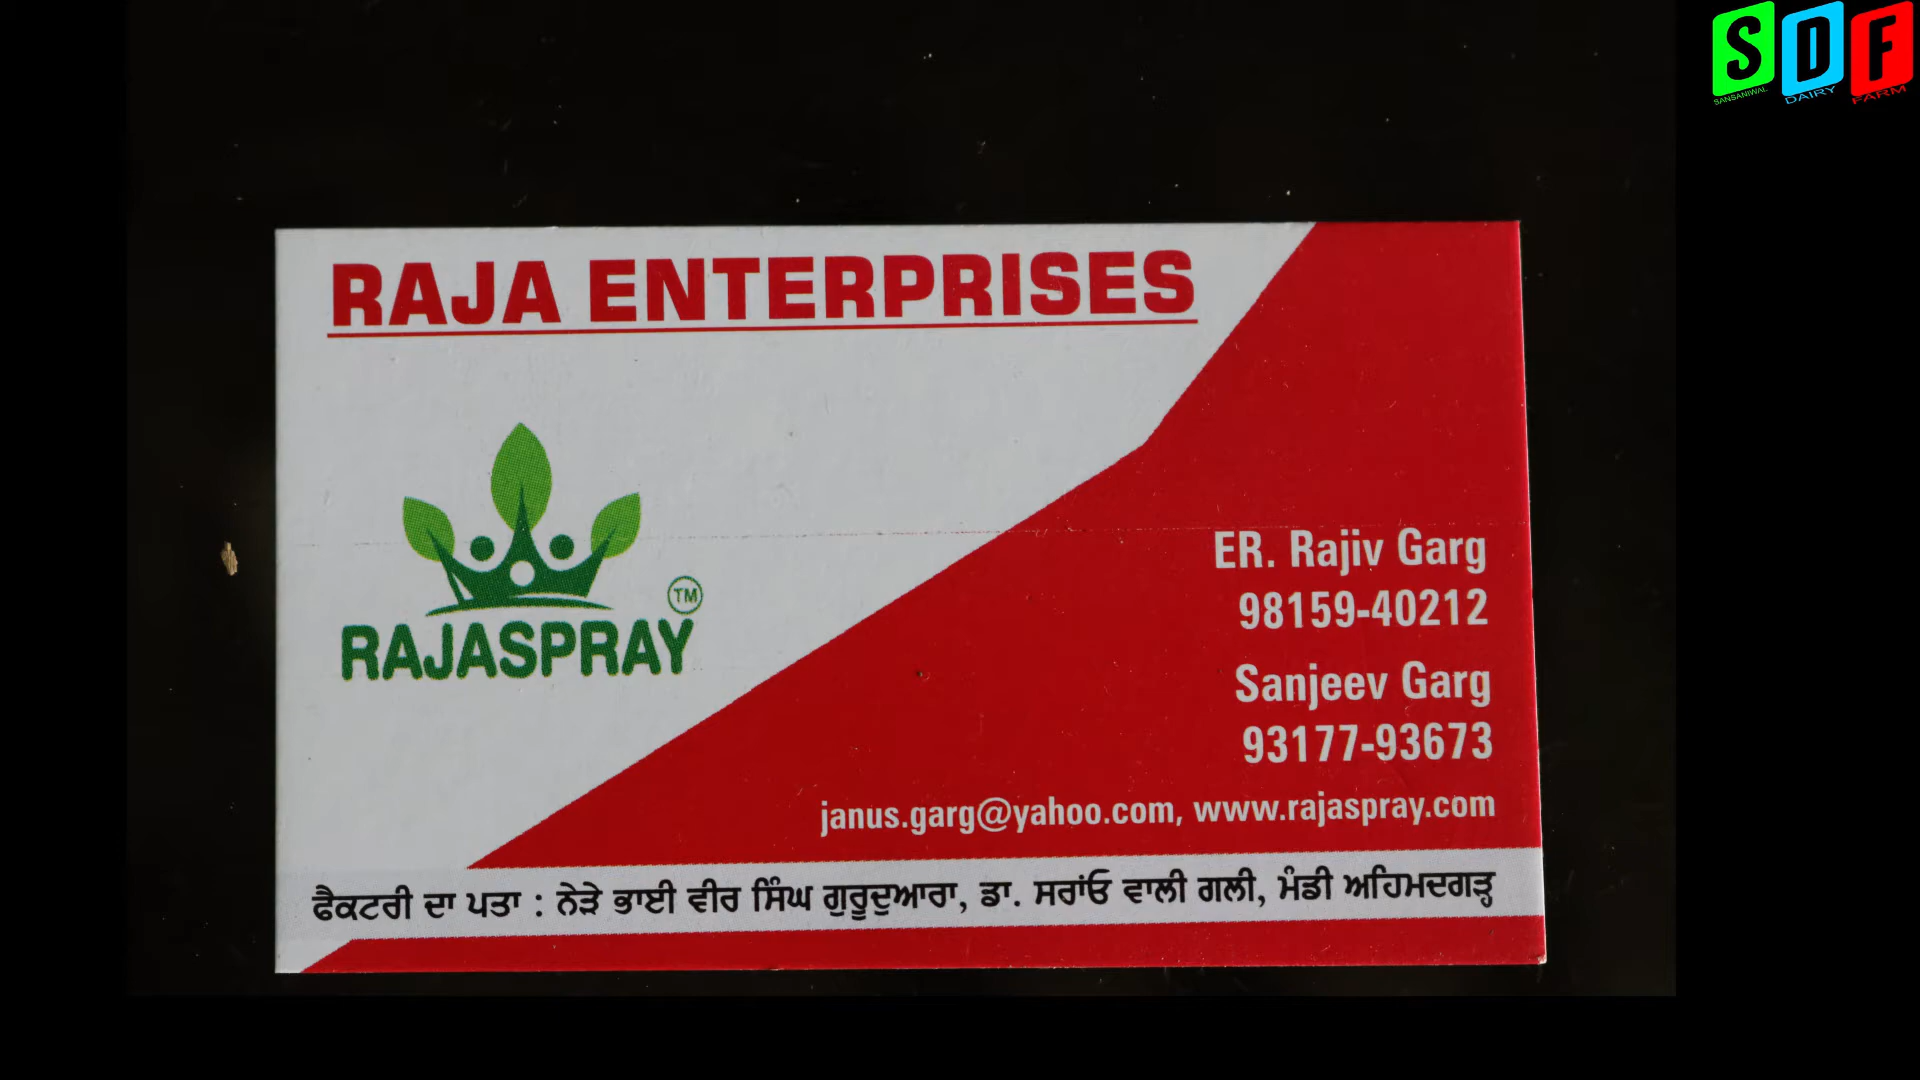 SDF
SANSANIWAL DAIRY FARM
RAJA ENTERPRISES
TM
RAJASPRAY
ER. Rajiv Garg
98159-40212
Sanjeev Garg
93177-93673
janus.garg@yahoo.com, www.rajaspray.com
ਫੈਕਟਰੀ ਦਾ ਪਤਾ : ਨੇੜੇ ਭਾਈ ਵੀਰ ਸਿੰਘ ਗੁਰੂਦੁਆਰਾ, ਡਾ. ਸਰਾਂਓ ਵਾਲੀ ਗਲੀ, ਮੰਡੀ ਅਹਿਮਦਗੜ੍ਹ